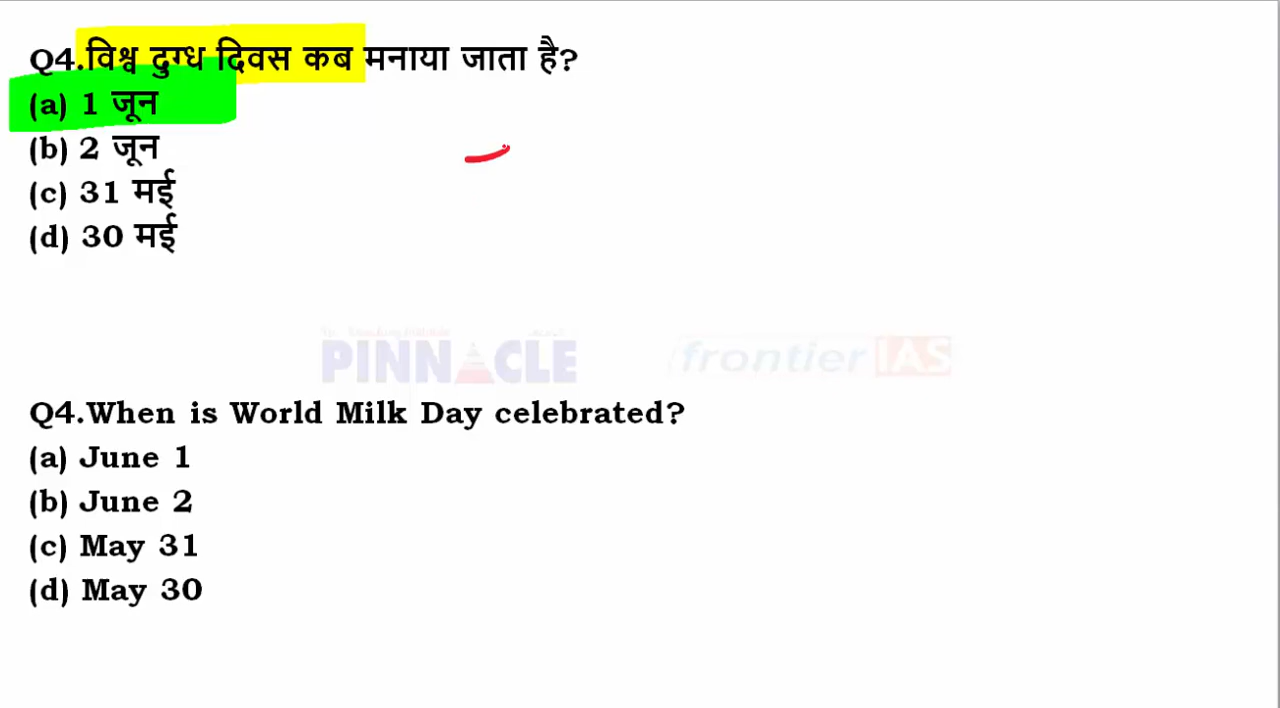 Q4.विश्व दुग्ध दिवस कब मनाया जाता है?
(a) 1 जून
(b) 2 जून
(c) 31 मई
(d) 30 मई
PINNACLE
frontier IAS
Q4.When is World Milk Day celebrated?
(a) June 1
(b) June 2
(c) May 31
(d) May 30